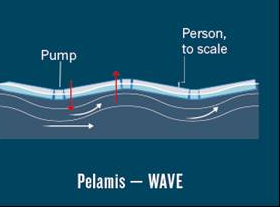 Person,
to scale
Pump
Pelamis — WAVE